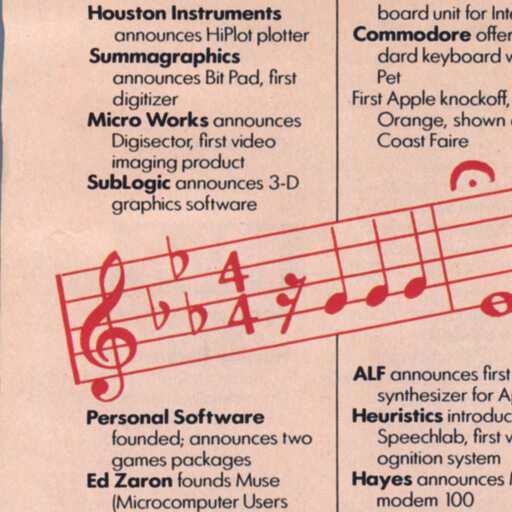 Houston Instruments
announces HiPlot plotter
Summagraphics
announces Bit Pad, first
digitizer
Micro Works announces
Digisector, first video
imaging product
SubLogic announces 3-D
graphics software
4
4
Personal Software
founded; announces two
games packages
Ed Zaron founds Muse
(Microcomputer Users
board unit for
Commodore offer
dard keyboard
Pet
First Apple knockoff,
Orange, shown
Coast Faire
ALF announces first
synthesizer for
Heuristics introduc
Speechlab, first
ognition system
Hayes announces
modem 100